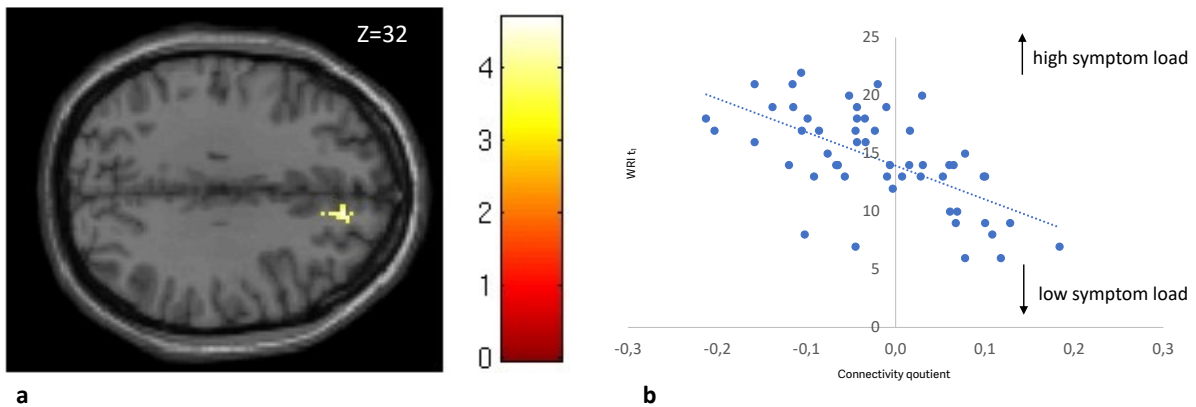 Z=32
4
3
2
1
0
a
25
20
15
10
5
0
-0,3
-0,2
-0,1
0,0
0,1
0,2
0,3
WRI t₁
Connectivity qoutient
high symptom load
low symptom load
b